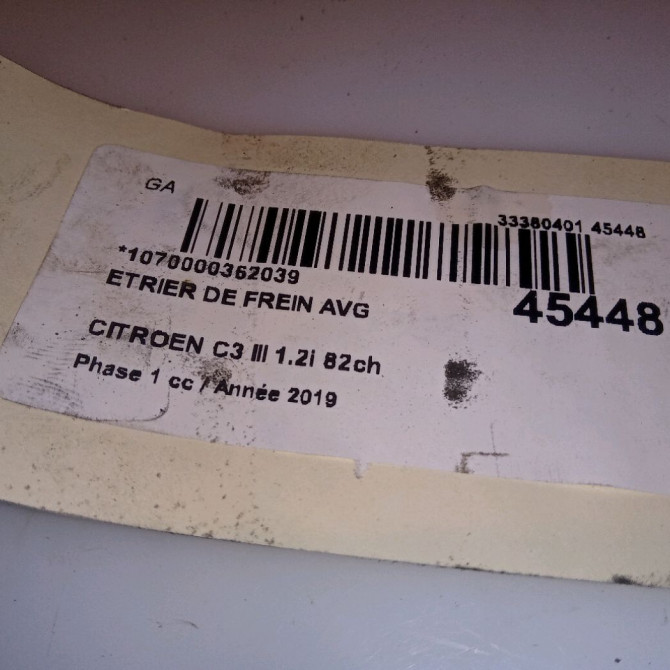 GA
33380401 45448
*1070000362039
ETRIER DE FREIN AVG
45448
CITROEN C3 III 1.2i 82ch
Phase 1 cc / Année 2019